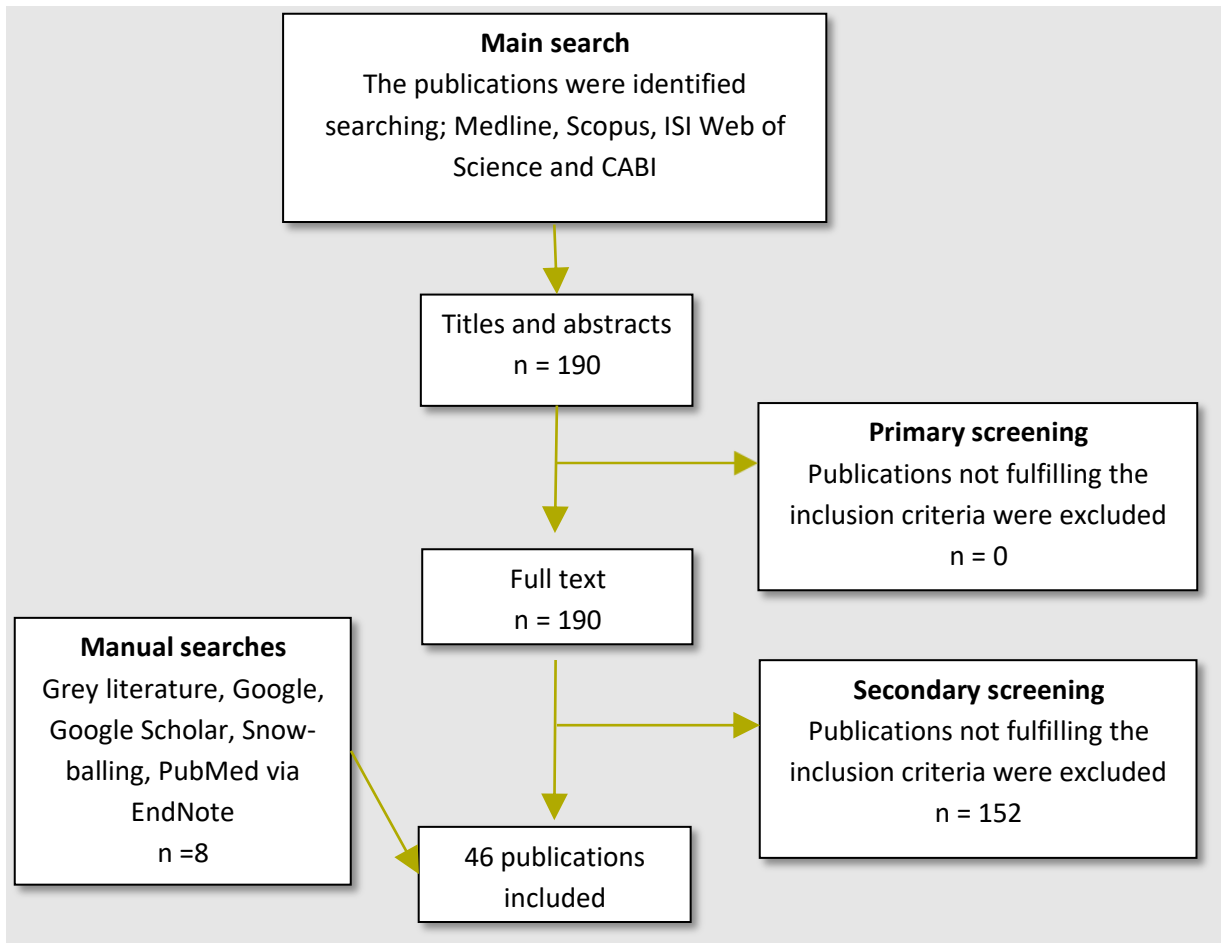 Main search
The publications were identified
searching; Medline, Scopus, ISI Web of
Science and CABI
Titles and abstracts
n = 190
Primary screening
Publications not fulfilling the
inclusion criteria were excluded
n = 0
Full text
n = 190
Manual searches
Grey literature, Google,
Google Scholar, Snow-
balling, PubMed via
EndNote
n =8
Secondary screening
Publications not fulfilling the
inclusion criteria were excluded
n = 152
46 publications
included